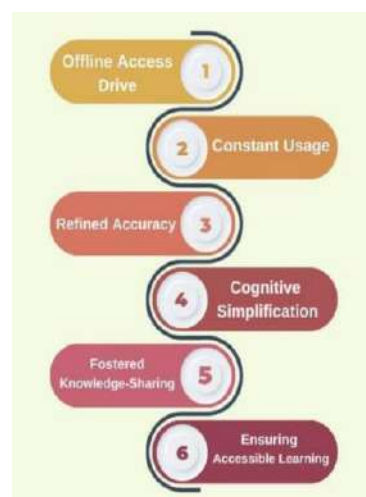 Offline Access
Drive
1
2
Constant Usage
Refined Accuracy
3
4
Cognitive
Simplification
Fostered
Knowledge-Sharing
5
6
Ensuring
Accessible Learning